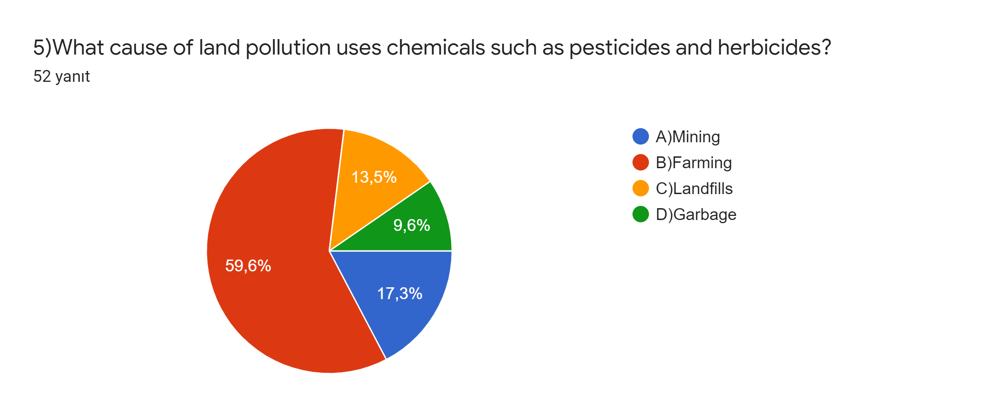 5)What cause of land pollution uses chemicals such as pesticides and herbicides?
52 yanıt
13,5%
9,6%
59,6%
17,3%
A)Mining
B)Farming
C)Landfills
D)Garbage